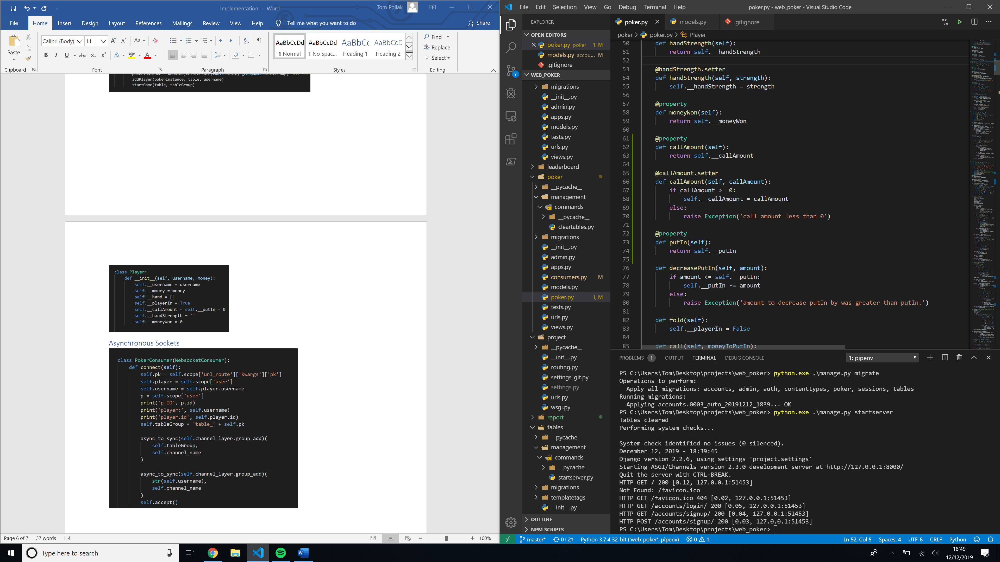 Implementation - Word
Tom Pollak
File Home Insert Design Layout References Mailings Review View Help Tell me what you want to do Share
Paste
Calibri (Body) 11
Clipboard Font Paragraph Styles Editing
AaBbCcDd AaBbCcDd AaBbCc AaBbCcD
¶ Normal ¶ No Spac... Heading 1 Heading 2
Find
Replace
Select
addPlayer(pokerInstance, table, username)
startGame(table, tableGroup)
class Player:
def __init__(self, username, money):
self.__username = username
self.__money = money
self.__hand = []
self.__playerIn = True
self.__callAmount = self.__putIn = 0
self.__handStrength = ''
self.__moneyWon = 0
Asynchronous Sockets
class PokerConsumer(WebsocketConsumer):
def connect(self):
self.pk = self.scope['url_route']['kwargs']['pk']
self.player = self.scope['user']
self.username = self.player.username
p = self.scope['user']
print('p ID', p.id)
print('player:', self.username)
print('player.id', self.player.id)
self.tableGroup = 'table_' + self.pk
async_to_sync(self.channel_layer.group_add)(
self.tableGroup,
self.channel_name
)
async_to_sync(self.channel_layer.group_add)(
str(self.username),
self.channel_name
)
self.accept()
Page 6 of 7 37 words
100%
File Edit Selection View Go Debug Terminal Help
poker.py - web_poker - Visual Studio Code
EXPLORER
OPEN EDITORS
poker.py poker 1, M
models.py accou... M
.gitignore
WEB_POKER
migrations
__init__.py
admin.py
apps.py
models.py
tests.py
urls.py
views.py
leaderboard
poker
__pycache__
management
commands
__pycache__
cleartables.py
migrations
__init__.py
admin.py
apps.py
consumers.py M
models.py
poker.py 1, M
tests.py
urls.py
views.py
project
__pycache__
__init__.py
routing.py
settings_git.py
settings.py
urls.py
wsgi.py
report
tables
__pycache__
management
commands
__pycache__
startserver.py
migrations
templatetags
__init__.py
OUTLINE
NPM SCRIPTS
7
poker.py models.py .gitignore
poker > poker.py > Player
50 def handStrength(self):
51 return self.__handStrength
52
53 @handStrength.setter
54 def handStrength(self, strength):
55 self.__handStrength = strength
56
57 @property
58 def moneyWon(self):
59 return self.__moneyWon
60
61 @property
62 def callAmount(self):
63 return self.__callAmount
64
65 @callAmount.setter
66 def callAmount(self, callAmount):
67 if callAmount >= 0:
68 self.__callAmount = callAmount
69 else:
70 raise Exception('call amount less than 0')
71
72 @property
73 def putIn(self):
74 return self.__putIn
75
76 def decreasePutIn(self, amount):
77 if amount <= self.__putIn:
78 self.__putIn -= amount
79 else:
80 raise Exception('amount to decrease putIn by was greater than putIn.')
81
82 def fold(self):
83 self.__playerIn = False
84
85 def call(self, moneyToPutIn):
PROBLEMS 1 OUTPUT TERMINAL DEBUG CONSOLE 1: pipenv
PS C:\Users\Tom\Desktop\projects\web_poker> python.exe .\manage.py migrate
Operations to perform:
Apply all migrations: accounts, admin, auth, contenttypes, poker, sessions, tables
Running migrations:
Applying accounts.0003_auto_20191212_1839... OK
PS C:\Users\Tom\Desktop\projects\web_poker> python.exe .\manage.py startserver
Tables cleared
Performing system checks...
System check identified no issues (0 silenced).
December 12, 2019 - 18:39:45
Django version 2.2.6, using settings 'project.settings'
Starting ASGI/Channels version 2.3.0 development server at http://127.0.0.1:8000/
Quit the server with CTRL-BREAK.
HTTP GET / 200 [0.12, 127.0.0.1:51453]
Not Found: /favicon.ico
HTTP GET /favicon.ico 404 [0.02, 127.0.0.1:51453]
HTTP GET /accounts/login/ 200 [0.05, 127.0.0.1:51453]
HTTP GET /accounts/signup/ 200 [0.04, 127.0.0.1:51453]
HTTP POST /accounts/signup/ 200 [0.03, 127.0.0.1:51453]
PS C:\Users\Tom\Desktop\projects\web_poker>
master* 0↓ 2↑ Python 3.7.4 32-bit ('web_poker': pipenv) 0 1
Ln 52, Col 5 Spaces: 4 UTF-8 CRLF Python
Type here to search
18:49
12/12/2019